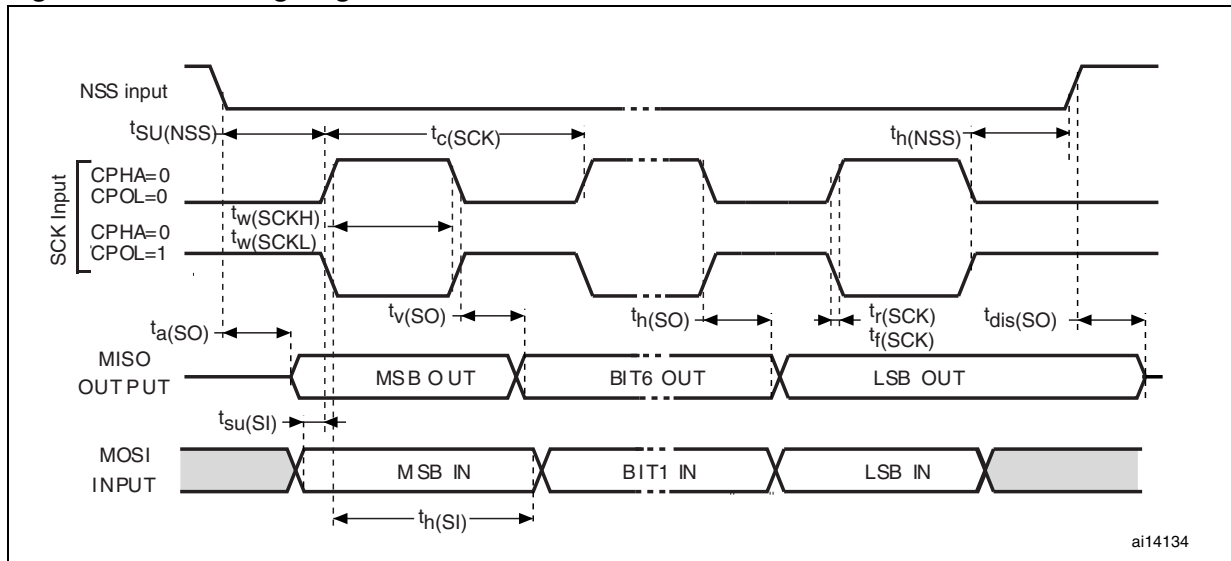 NSS input
tSU(NSS)
tc(SCK)
th(NSS)
SCK Input
CPHA=0
CPOL=0
tw(SCKH)
CPHA=0
tw(SCKL)
CPOL=1
tv(SO)
ta(SO)
th(SO)
tr(SCK)
tf(SCK)
tdis(SO)
MISO
OUTPUT
MSB OUT
BIT6 OUT
LSB OUT
tsu(SI)
MOSI
INPUT
MSB IN
BIT1 IN
LSB IN
th(SI)
ai14134